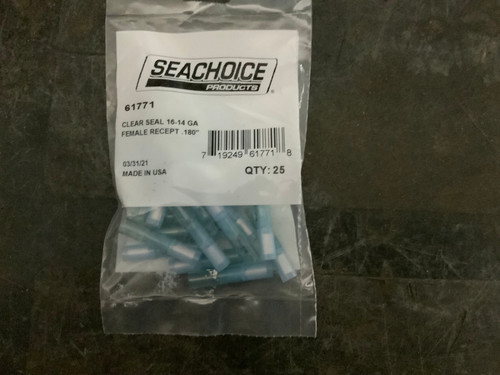 SEACHOICE
PRODUCTS
61771
CLEAR SEAL 16-14 GA
FEMALE RECEPT .180"
7 19249 61771 8
03/31/21
MADE IN USA
QTY: 25